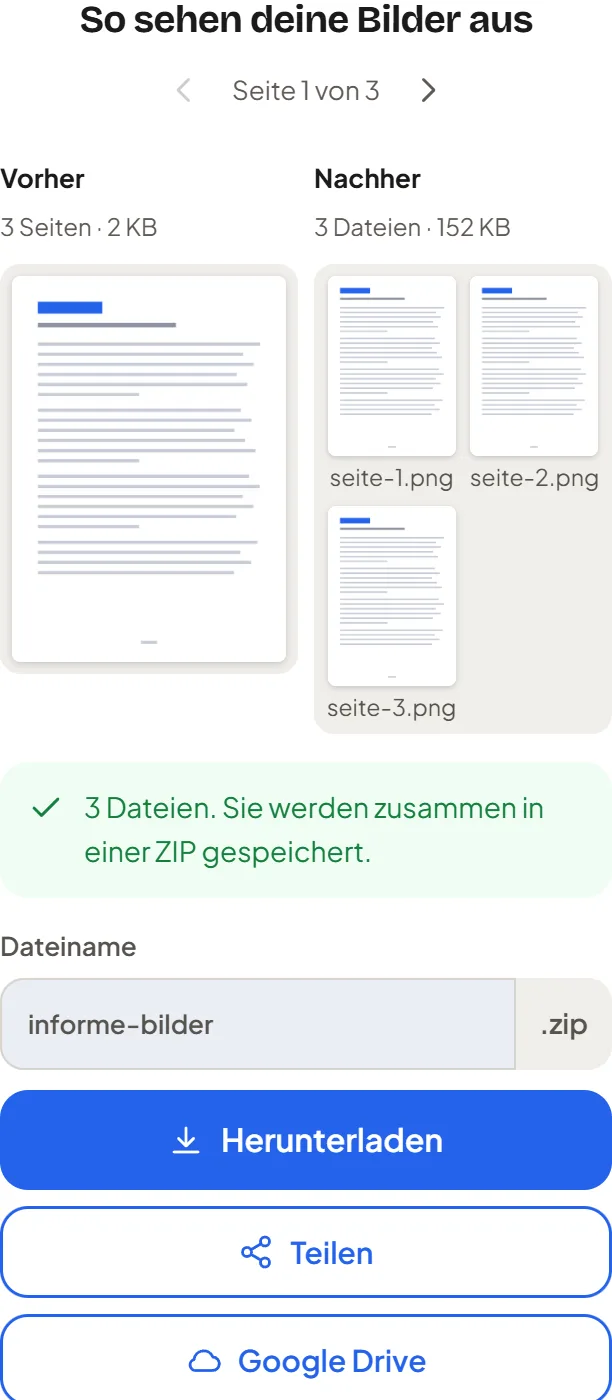 So sehen deine Bilder aus
Seite 1 von 3
Vorher
3 Seiten · 2 KB
Nachher
3 Dateien · 152 KB
seite-1.png
seite-2.png
seite-3.png
3 Dateien. Sie werden zusammen in
einer ZIP gespeichert.
Dateiname
informe-bilder
.zip
Herunterladen
Teilen
Google Drive